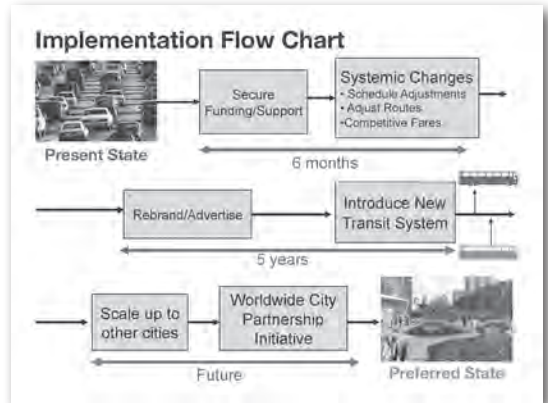 Implementation Flow Chart
Present State
Secure
Funding/Support
Systemic Changes
• Schedule Adjustments
• Adjust Routes
•Competitive Fares
6 months
Rebrand/Advertise
Introduce New
Transit System
5 years
Scale up to
other cities
Worldwide City
Partnership
Initiative
Future
Preferred State